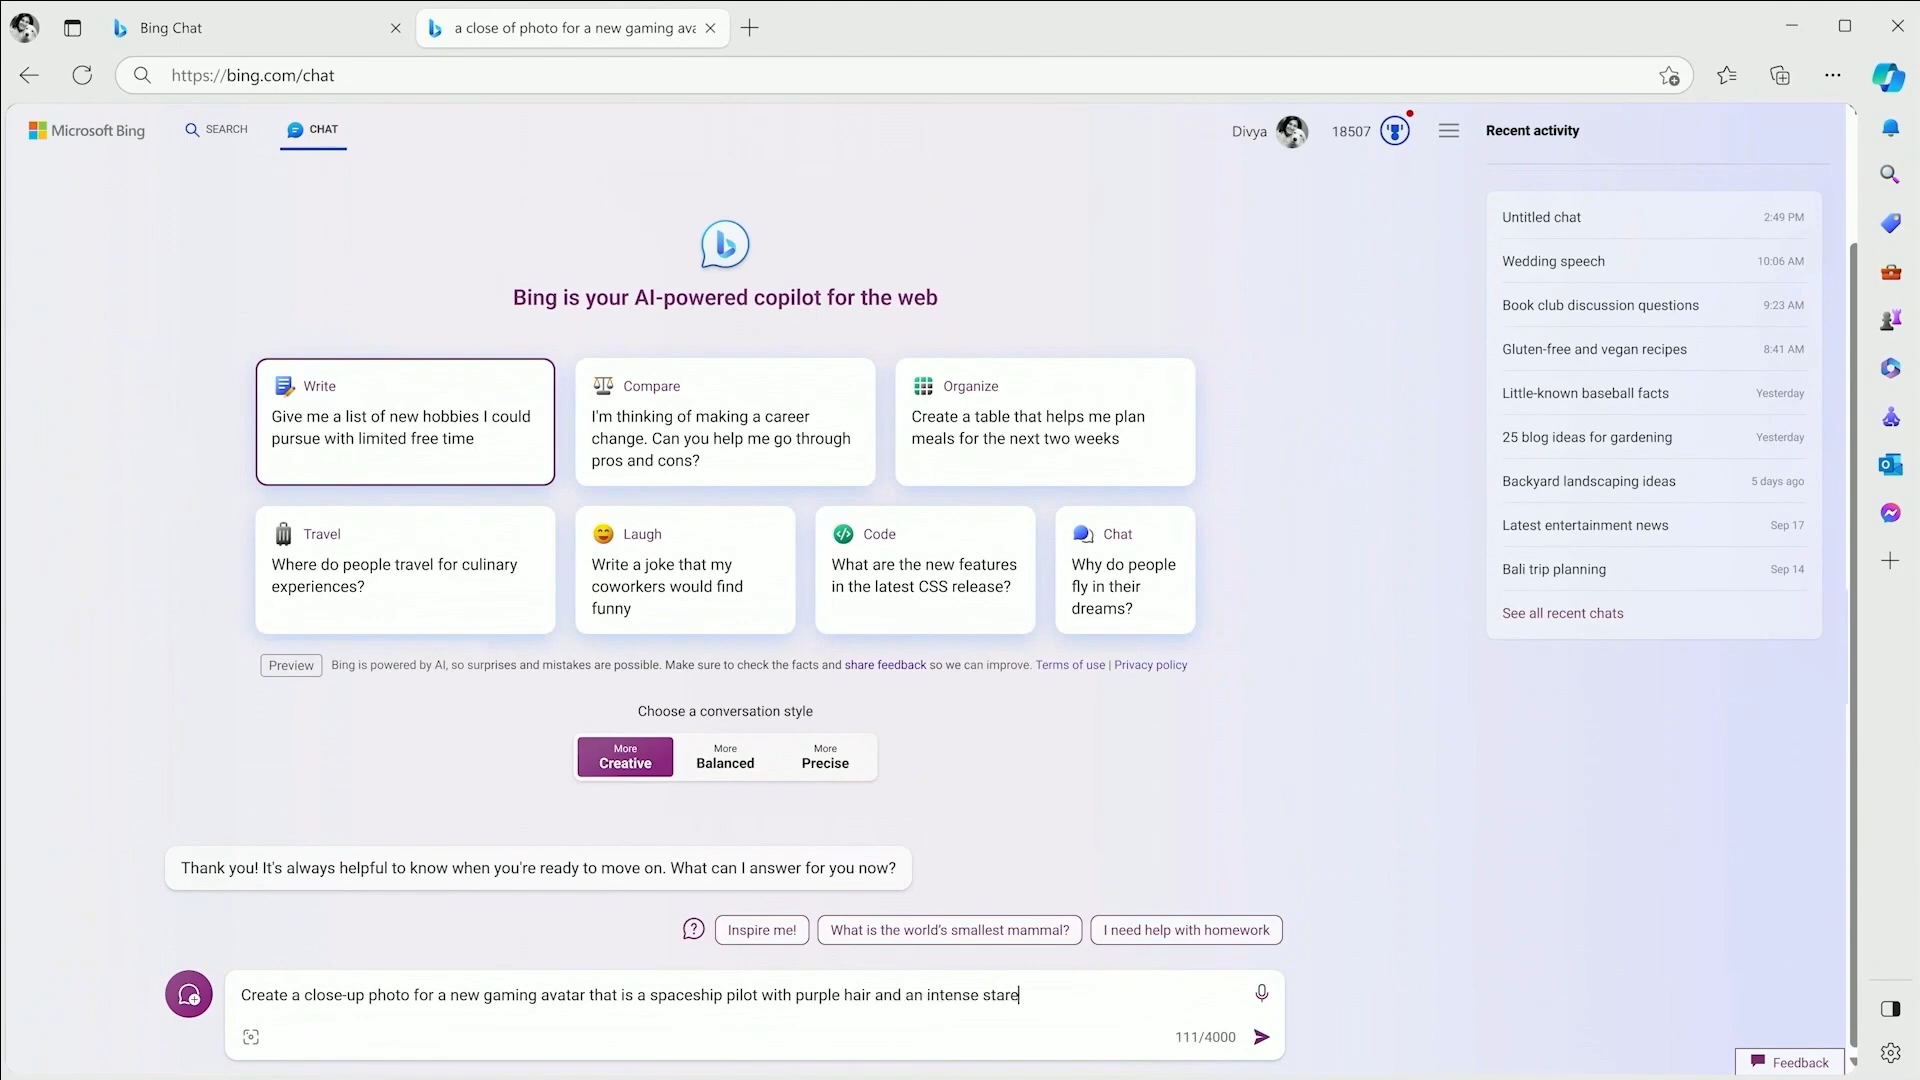 Bing Chat
a close of photo for a new gaming ava
https://bing.com/chat
Microsoft Bing
SEARCH
CHAT
Divya
18507
Recent activity
Bing is your AI-powered copilot for the web
Write
Give me a list of new hobbies I could
pursue with limited free time
Compare
I'm thinking of making a career
change. Can you help me go through
pros and cons?
Organize
Create a table that helps me plan
meals for the next two weeks
Travel
Where do people travel for culinary
experiences?
Laugh
Write a joke that my
coworkers would find
funny
Code
What are the new features
in the latest CSS release?
Chat
Why do people
fly in their
dreams?
Preview
Bing is powered by AI, so surprises and mistakes are possible. Make sure to check the facts and share feedback so we can improve. Terms of use | Privacy policy
Choose a conversation style
More
Creative
More
Balanced
More
Precise
Thank you! It's always helpful to know when you're ready to move on. What can I answer for you now?
Inspire me!
What is the world's smallest mammal?
I need help with homework
Create a close-up photo for a new gaming avatar that is a spaceship pilot with purple hair and an intense stare
111/4000
Untitled chat 2:49 PM
Wedding speech 10:06 AM
Book club discussion questions 9:23 AM
Gluten-free and vegan recipes 8:41 AM
Little-known baseball facts Yesterday
25 blog ideas for gardening Yesterday
Backyard landscaping ideas 5 days ago
Latest entertainment news Sep 17
Bali trip planning Sep 14
See all recent chats
Feedback